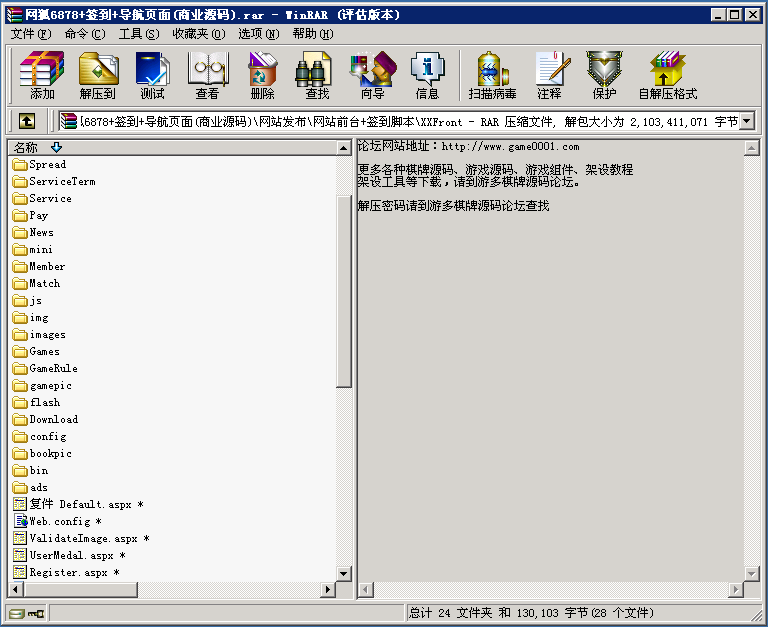 网狐6878+签到+导航页面(商业源码).rar - WinRAR (评估版本)
文件(F) 命令(C) 工具(S) 收藏夹(O) 选项(N) 帮助(H)
添加 解压到 测试 查看 删除 查找 向导 信息 扫描病毒 注释 保护 自解压格式
6878+签到+导航页面(商业源码)\网站发布\网站前台+签到脚本\XXFront - RAR 压缩文件, 解包大小为 2,103,411,071 字节
名称
Spread
ServiceTerm
Service
Pay
News
mini
Member
Match
js
img
images
Games
GameRule
gamepic
flash
Download
config
bookpic
bin
ads
复件 Default.aspx *
Web.config *
ValidateImage.aspx *
UserMedal.aspx *
Register.aspx *
论坛网站地址：http://www.game0001.com
更多各种棋牌源码、游戏源码、游戏组件、架设教程
架设工具等下载，请到游多棋牌源码论坛。
解压密码请到游多棋牌源码论坛查找
总计 24 文件夹 和 130,103 字节(28 个文件)